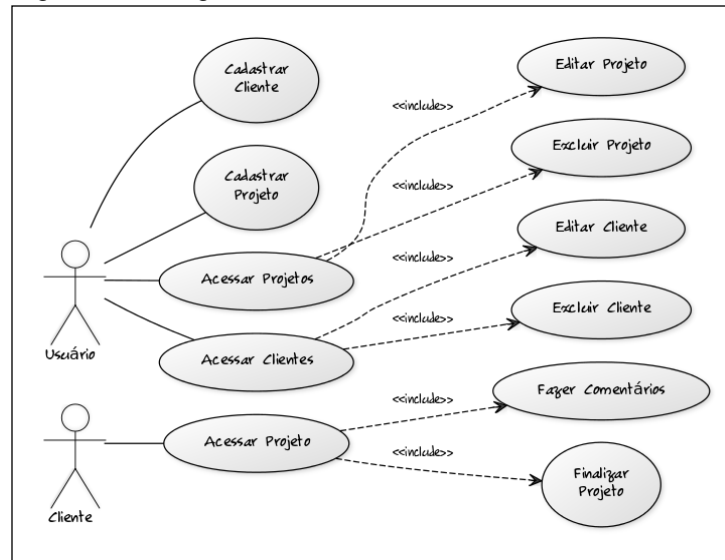 Cadastrar
Cliente
Editar Projeto
<<include>>
Excluir Projeto
Cadastrar
Projeto
<<include>>
Editar Cliente
<<include>>
Acessar Projetos
Excluir Cliente
<<include>>
Usuário
Acessar Clientes
Fazer Comentários
<<include>>
Acessar Projeto
<<include>>
Finalizar
Projeto
Cliente